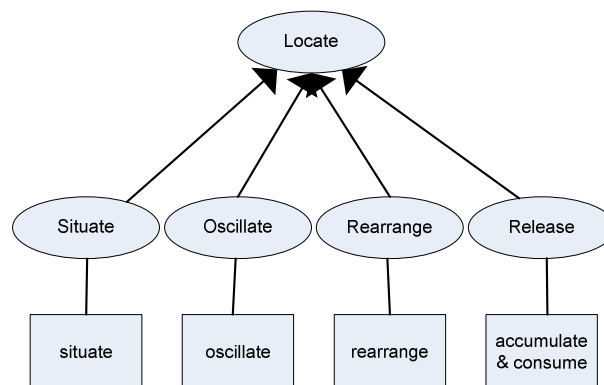 Locate
Situate
Oscillate
Rearrange
Release
situate
oscillate
rearrange
accumulate
& consume